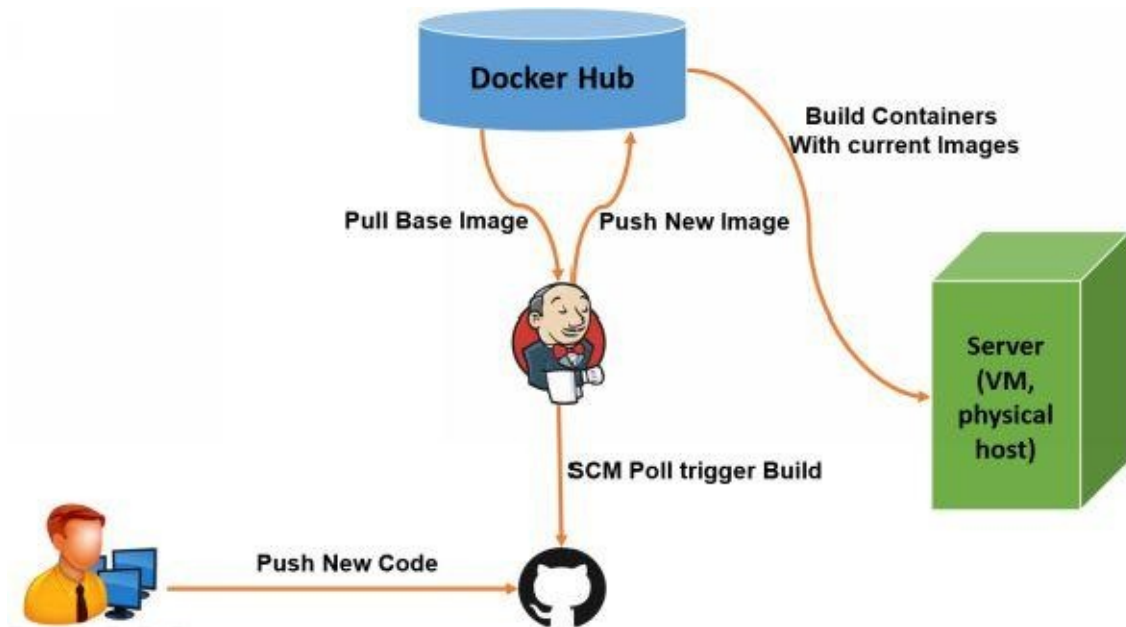 Docker Hub
Build Containers
With current Images
Pull Base Image
Push New Image
Server
(VM,
physical
host)
SCM Poll trigger Build
Push New Code